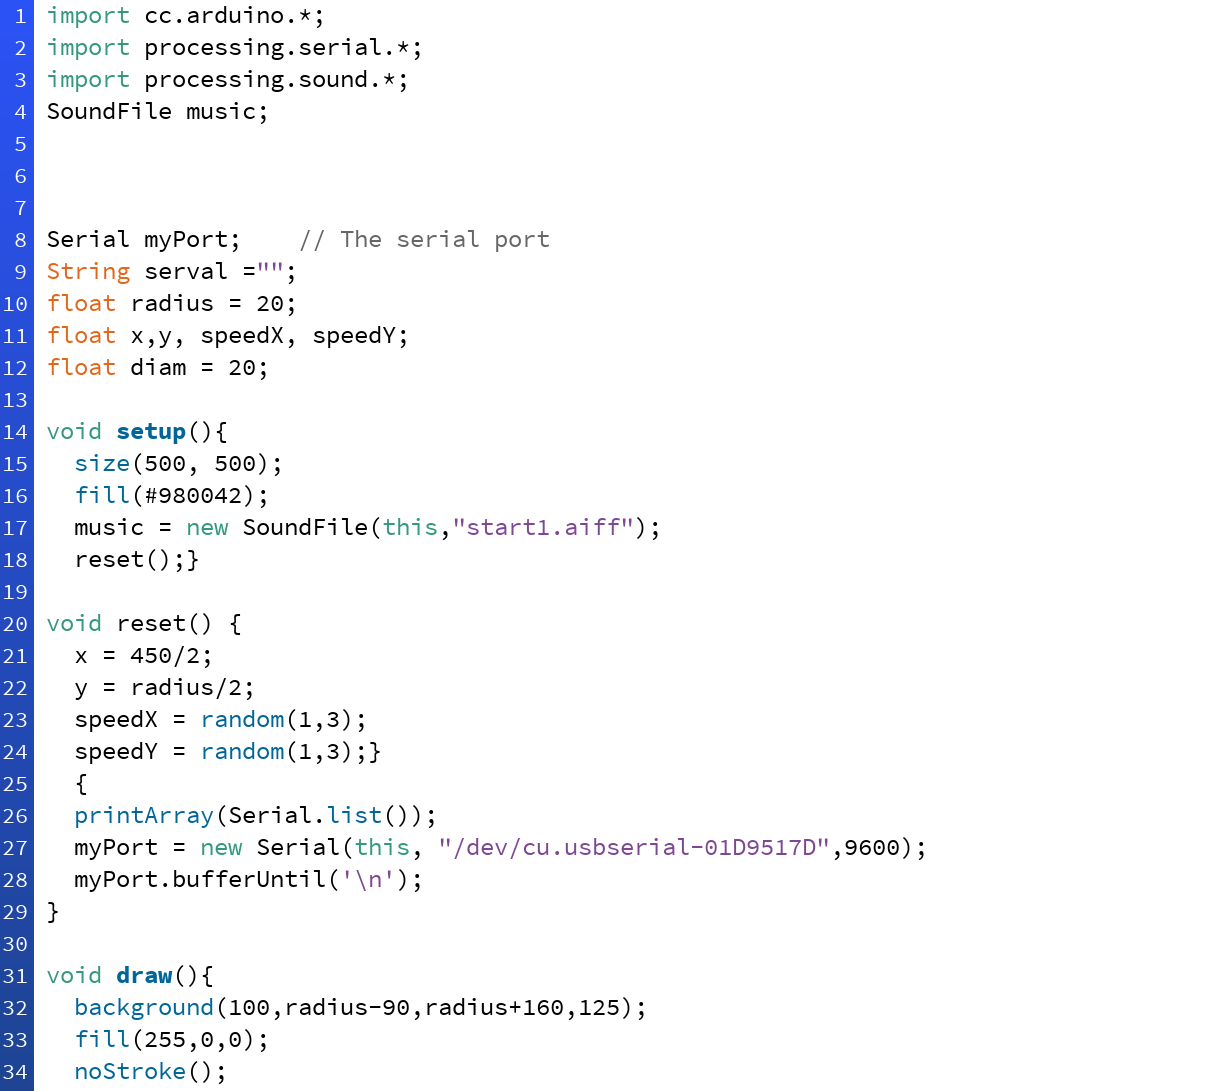 1 import cc.arduino.*;
2 import processing.serial.*;
3 import processing.sound.*;
4 SoundFile music;
5
6
7
8 Serial myPort;    // The serial port
9 String serval ="";
10 float radius = 20;
11 float x,y, speedX, speedY;
12 float diam = 20;
13
14 void setup(){
15   size(500, 500);
16   fill(#980042);
17   music = new SoundFile(this,"start1.aiff");
18   reset();}
19
20 void reset() {
21   x = 450/2;
22   y = radius/2;
23   speedX = random(1,3);
24   speedY = random(1,3);}
25   {
26   printArray(Serial.list());
27   myPort = new Serial(this, "/dev/cu.usbserial-01D9517D",9600);
28   myPort.bufferUntil('\n');
29 }
30
31 void draw(){
32   background(100,radius-90,radius+160,125);
33   fill(255,0,0);
34   noStroke();